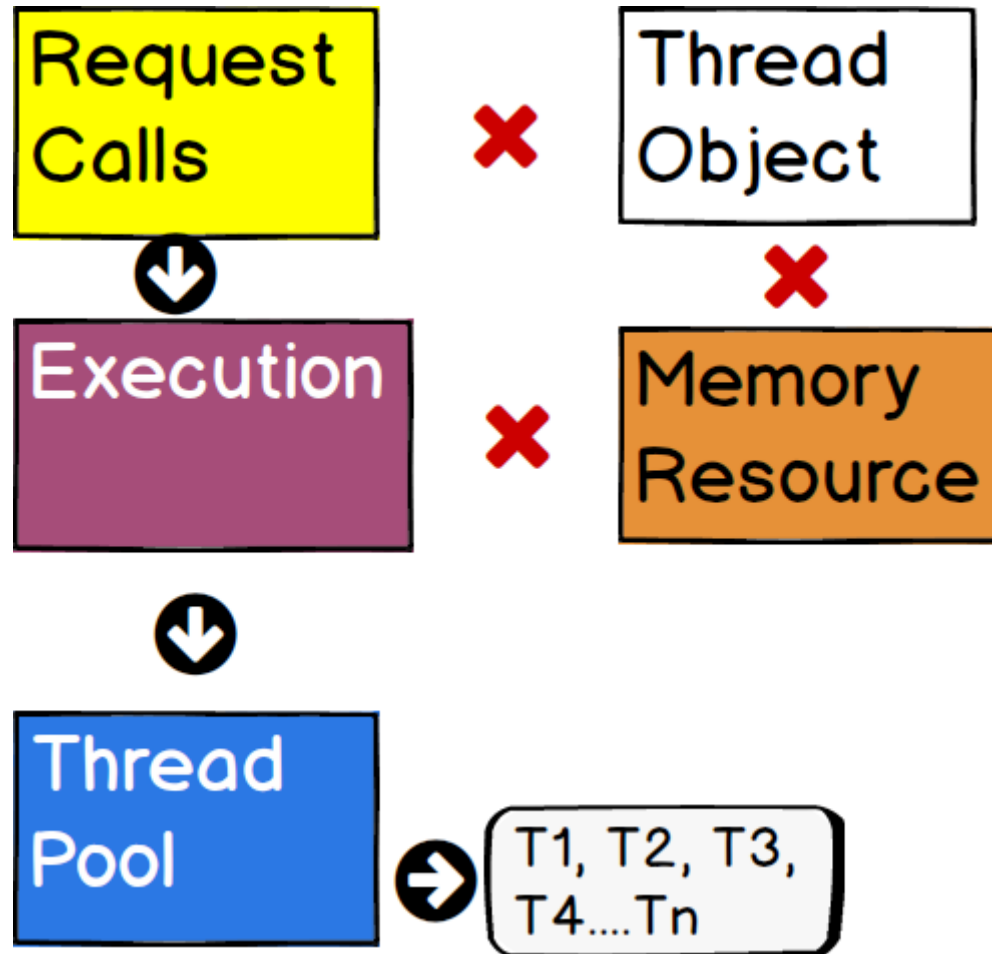 Request
Calls
Thread
Object
Execution
Memory
Resource
Thread
Pool
T1, T2, T3,
T4....Tn